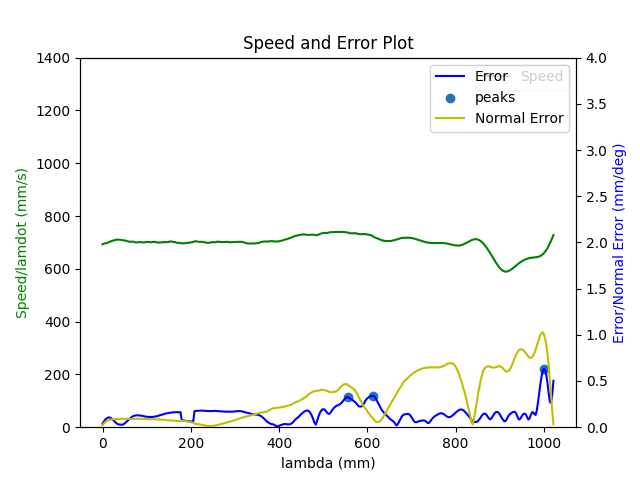 Speed and Error Plot
1400
1200
1000
800
600
400
200
0
Speed/lamdot (mm/s)
4.0
3.5
3.0
2.5
2.0
1.5
1.0
0.5
0.0
Error/Normal Error (mm/deg)
Error
Speed
peaks
Normal Error
0 200 400 600 800 1000
lambda (mm)